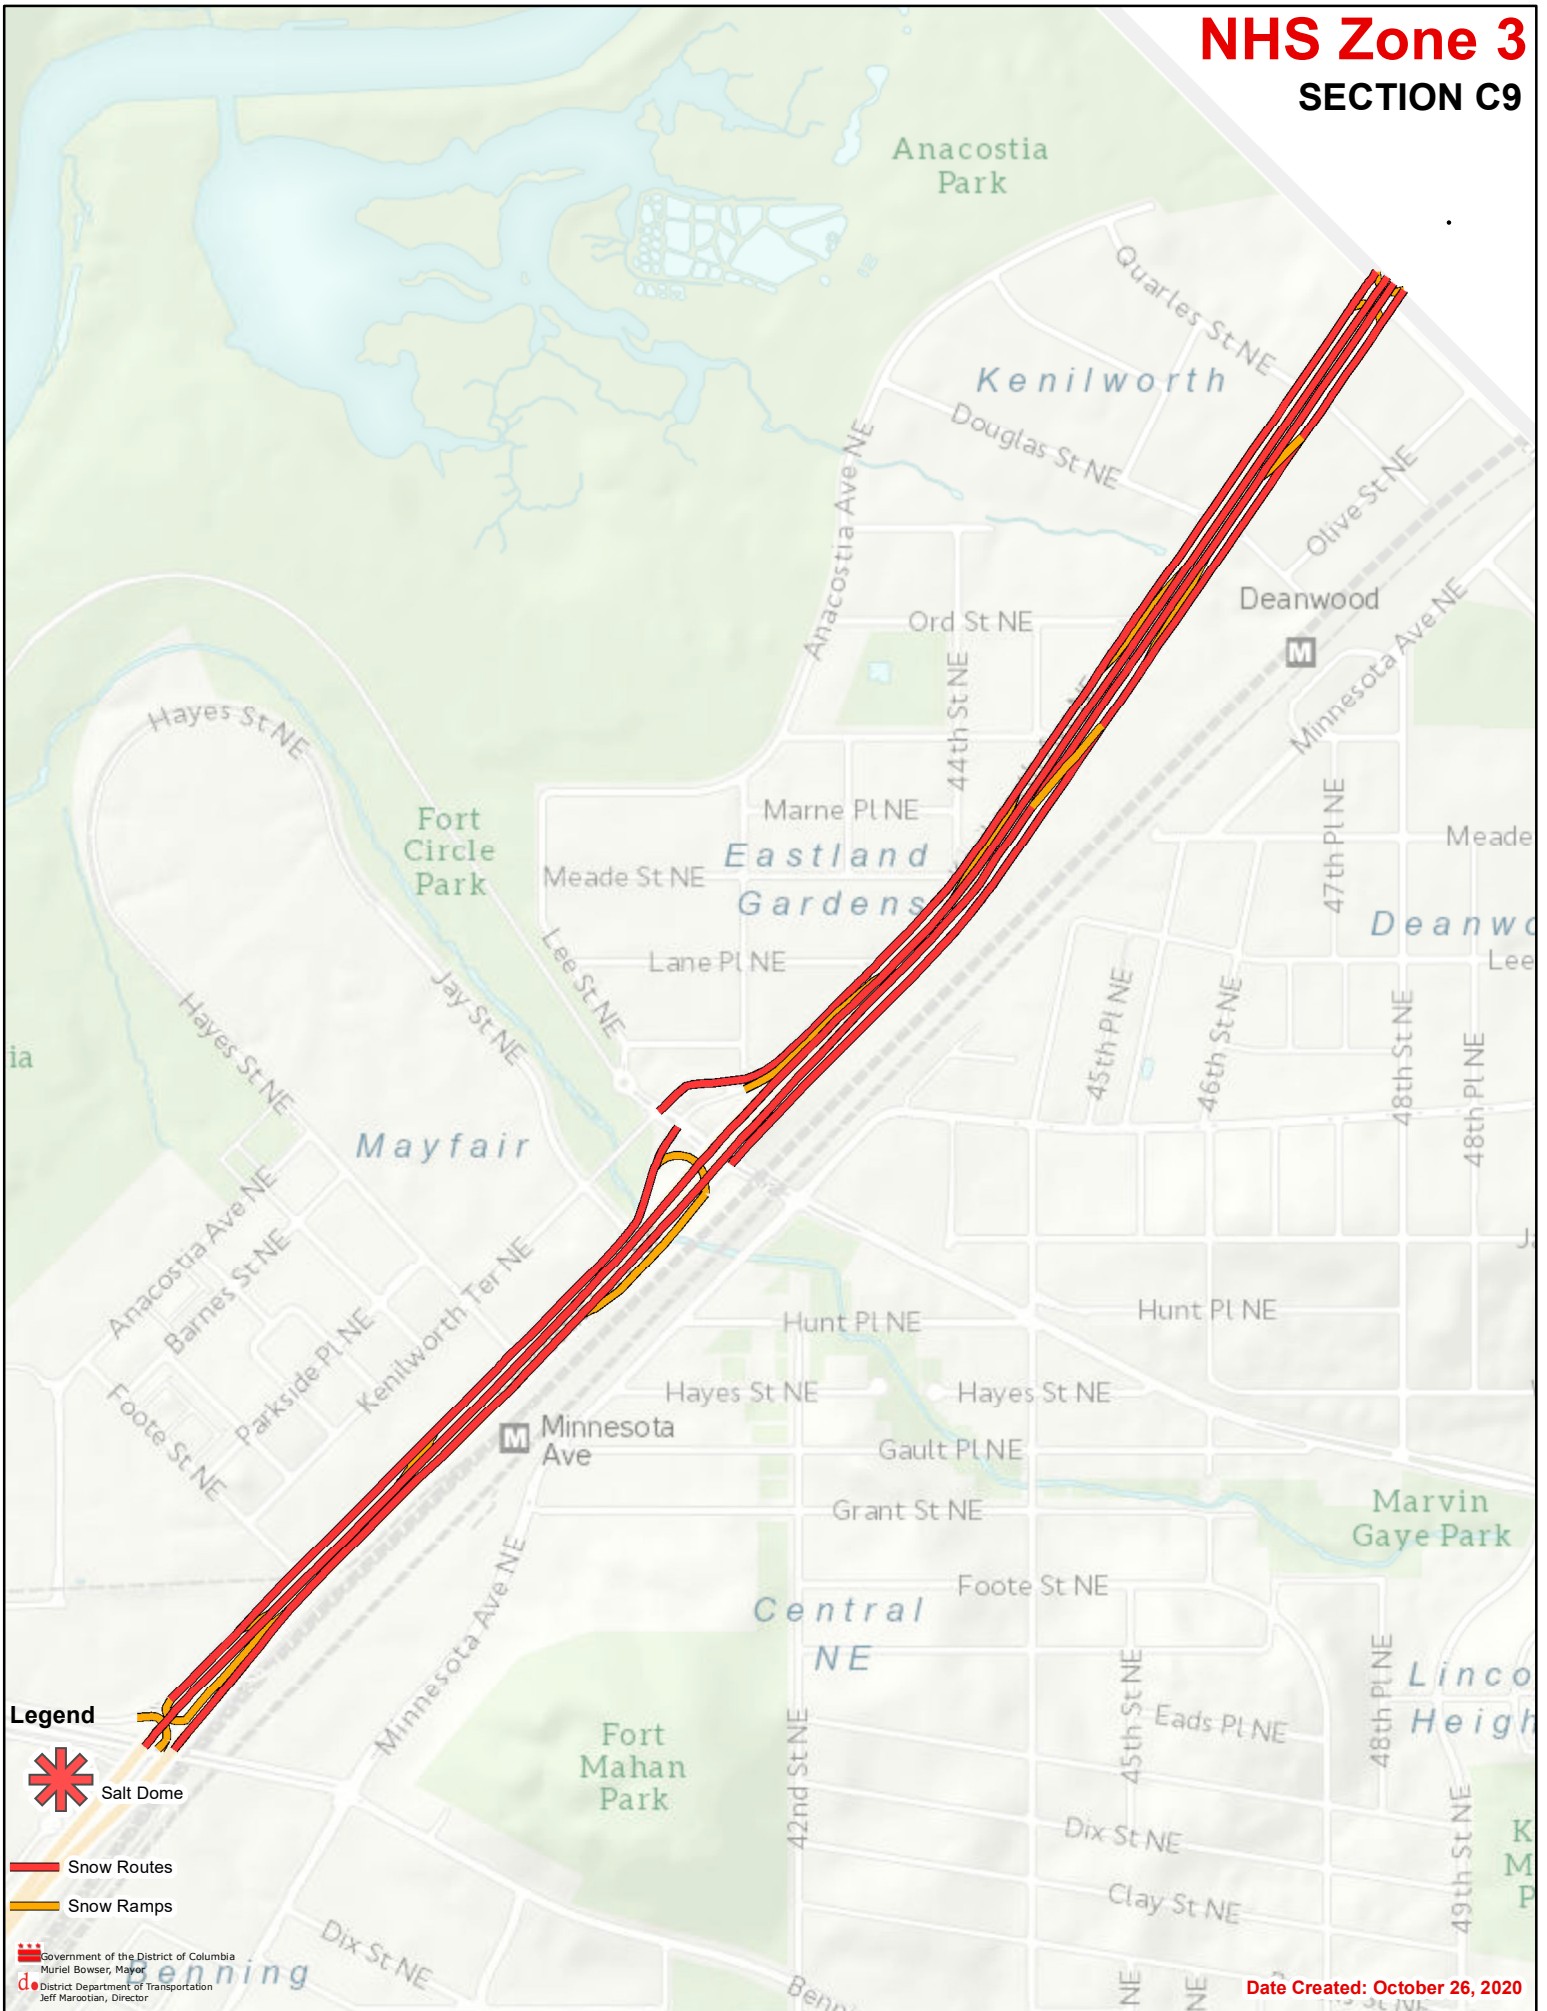 NHS Zone 3
SECTION C9
Anacostia
Park
Quarles St NE
Kenilworth
Douglas St NE
Anacostia Ave NE
Olive St NE
Deanwood
M
Ord St NE
44th St NE
NE
Minnesota Ave NE
Hayes St NE
Fort
Circle
Park
Marne Pl NE
Eastland
Gardens
Meade St NE
47th Pl NE
Meade
Deanwo
Lee
Lane Pl NE
Lee St NE
Jay St NE
Hayes St NE
ia
45th Pl NE
46th St NE
48th St NE
48th Pl NE
Mayfair
Anacostia Ave NE
Barnes St NE
Parkside Pl NE
Kenilworth Ter NE
Foote St NE
Hunt Pl NE
Hunt Pl NE
Hayes St NE
Hayes St NE
M
Minnesota
Ave
Gault Pl NE
Grant St NE
Marvin
Gaye Park
Foote St NE
Central
NE
Minnesota Ave NE
Fort
Mahan
Park
42nd St NE
45th St NE
Eads Pl NE
48th Pl NE
Linco
Heigh
49th St NE
Dix St NE
Clay St NE
K
M
P
Legend
Salt Dome
Snow Routes
Snow Ramps
Government of the District of Columbia
Muriel Bowser, Mayor
d.
District Department of Transportation
Jeff Marootian, Director
Benning
Dix St NE
Benn
NE
NE
Date Created: October 26, 2020